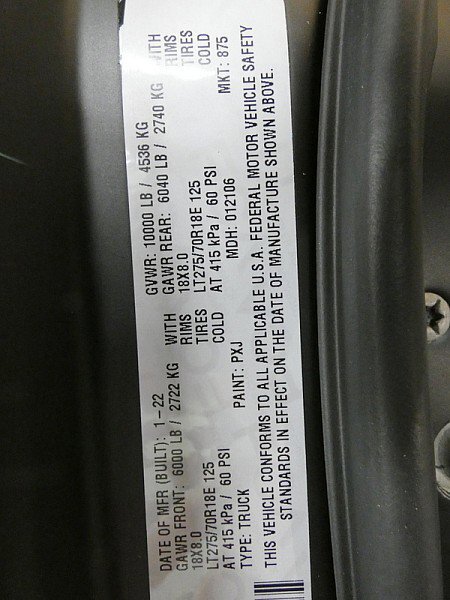 DATE OF MFR (BUILT): 1-22 GVWR: 10000 LB / 4536 KG
GAWR FRONT: 6000 LB / 2722 KG WITH GAWR REAR: 6040 LB / 2740 KG WITH
18X8.0 RIMS 18X8.0 RIMS
LT275/70R18E 125 TIRES LT275/70R18E 125 TIRES
AT 415 kPa / 60 PSI COLD AT 415 kPa / 60 PSI COLD
TYPE: TRUCK PAINT: PXJ MDH: 012106 MKT: 875
THIS VEHICLE CONFORMS TO ALL APPLICABLE U.S.A. FEDERAL MOTOR VEHICLE SAFETY
STANDARDS IN EFFECT ON THE DATE OF MANUFACTURE SHOWN ABOVE.